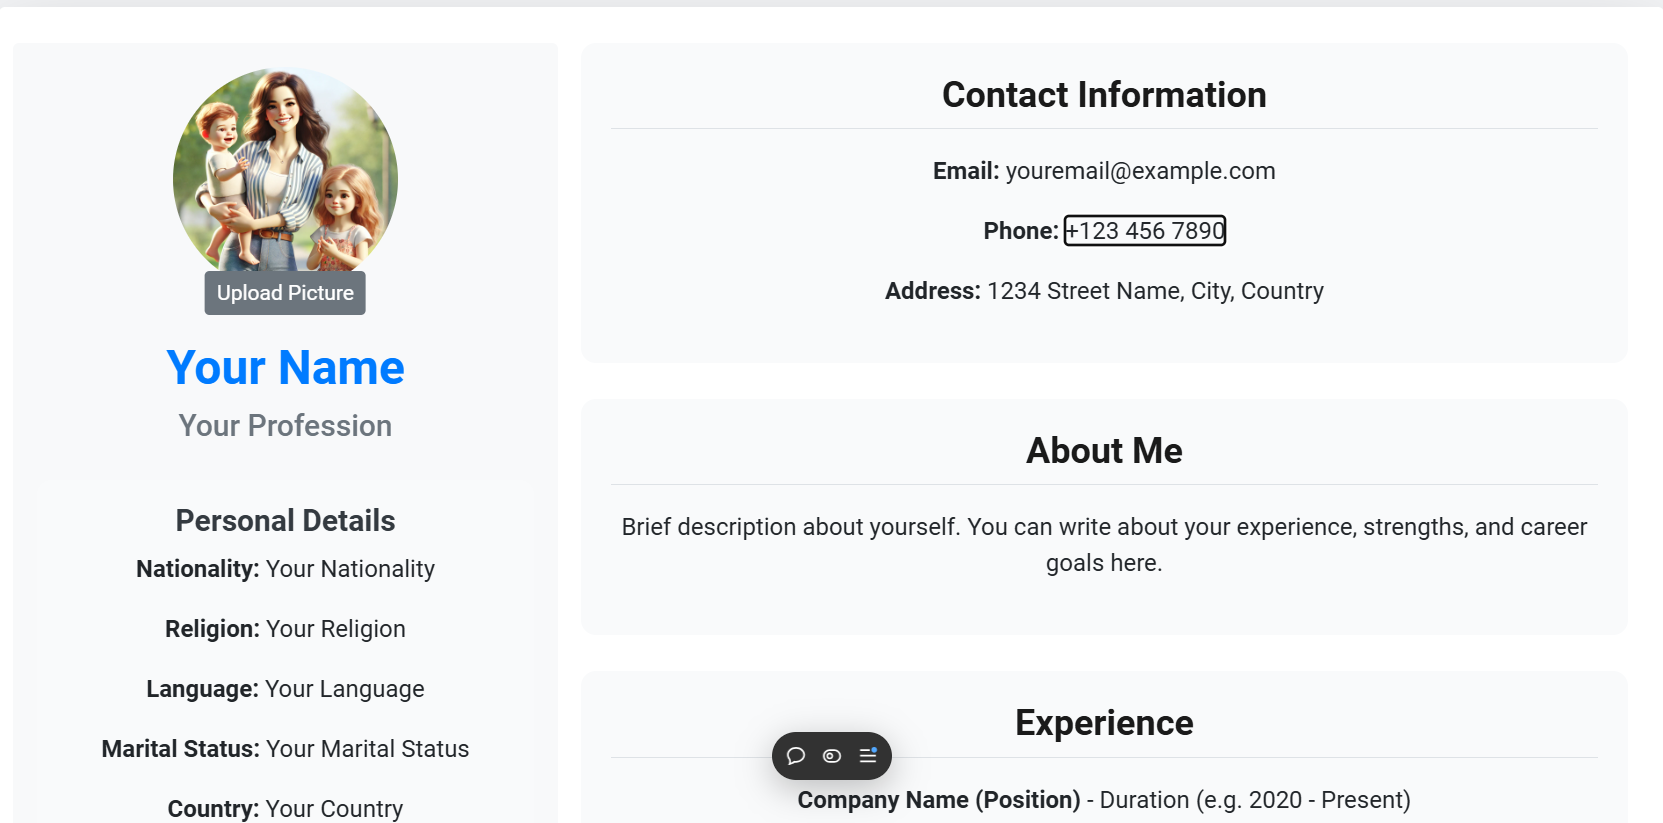 Upload Picture
Your Name
Your Profession
Personal Details
Nationality: Your Nationality
Religion: Your Religion
Language: Your Language
Marital Status: Your Marital Status
Country: Your Country
Contact Information
Email: youremail@example.com
Phone: +123 456 7890
Address: 1234 Street Name, City, Country
About Me
Brief description about yourself. You can write about your experience, strengths, and career
goals here.
Experience
Company Name (Position) - Duration (e.g. 2020 - Present)